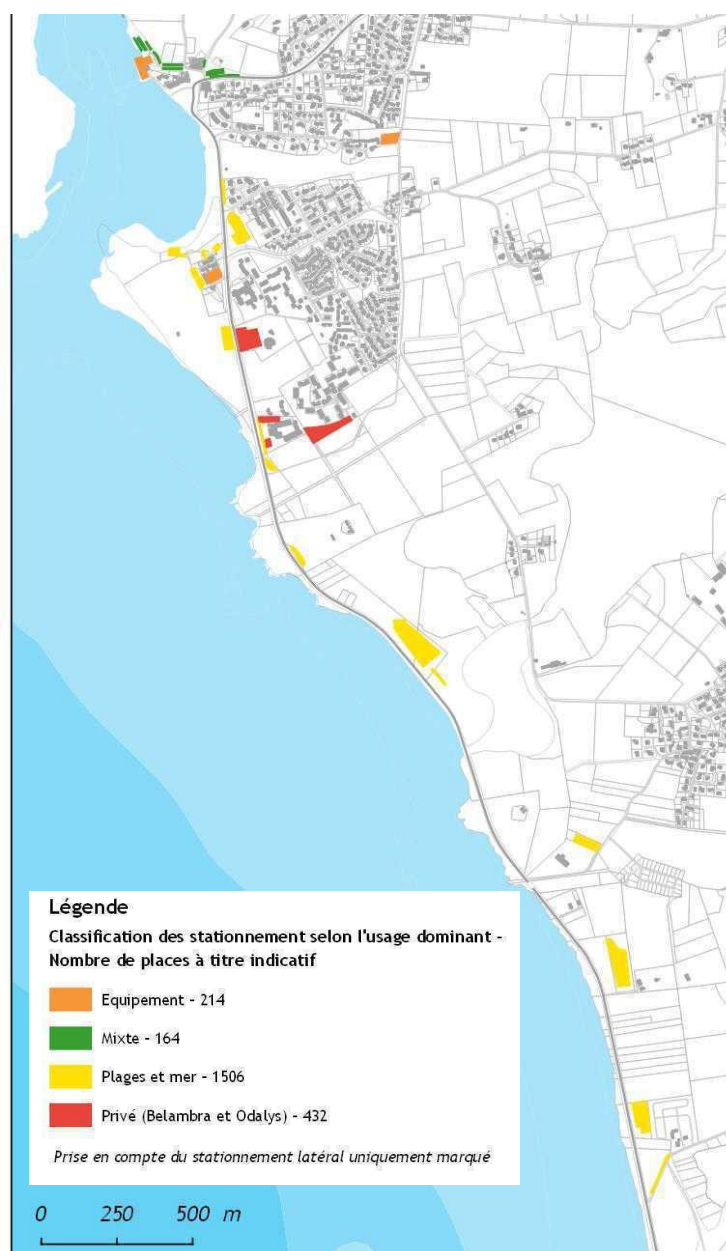 Légende
Classification des stationnement selon l'usage dominant -
Nombre de places à titre indicatif
Equipement - 214
Mixte - 164
Plages et mer - 1506
Privé (Belambra et Odalys) - 432
Prise en compte du stationnement latéral uniquement marqué
0 250 500 m